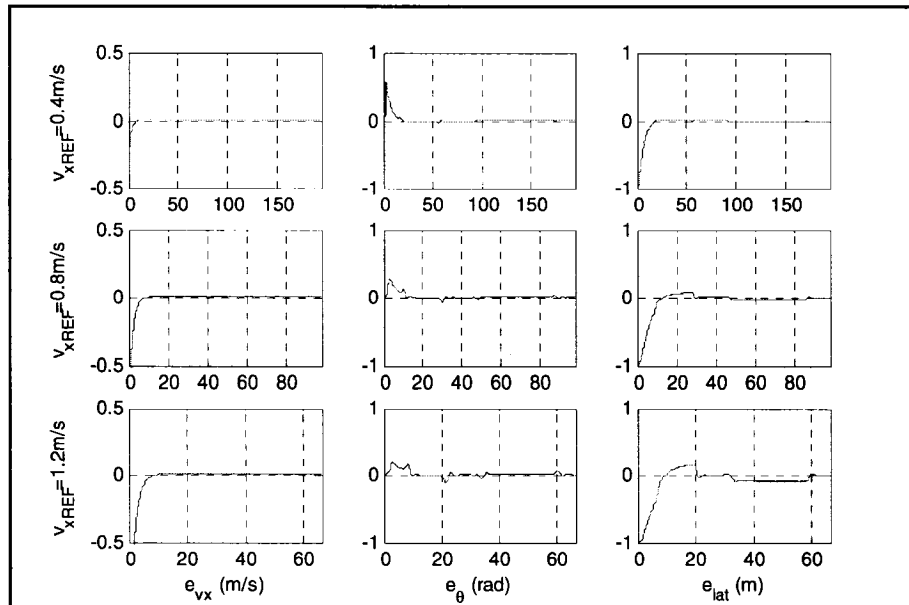 0.5 1 1
v_xREF=0.4m/s 0 0 0
-0.5 -1 -1
0 50 100 150 0 50 100 150 0 50 100 150
0.5 1 1
v_xREF=0.8m/s 0 0 0
-0.5 -1 -1
0 20 40 60 80 0 20 40 60 80 0 20 40 60 80
0.5 1 1
v_xREF=1.2m/s 0 0 0
-0.5 -1 -1
0 20 40 60 0 20 40 60 0 20 40 60
e_vx (m/s) e_θ (rad) e_lat (m)